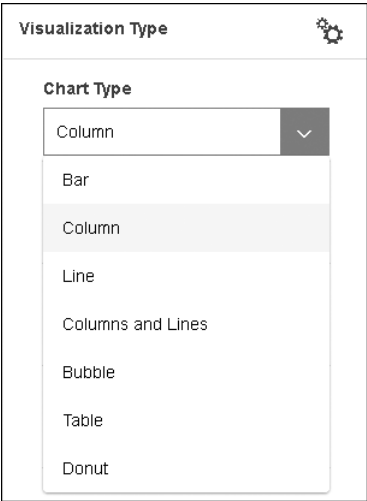 Visualization Type
Chart Type
Column
Bar
Column
Line
Columns and Lines
Bubble
Table
Donut